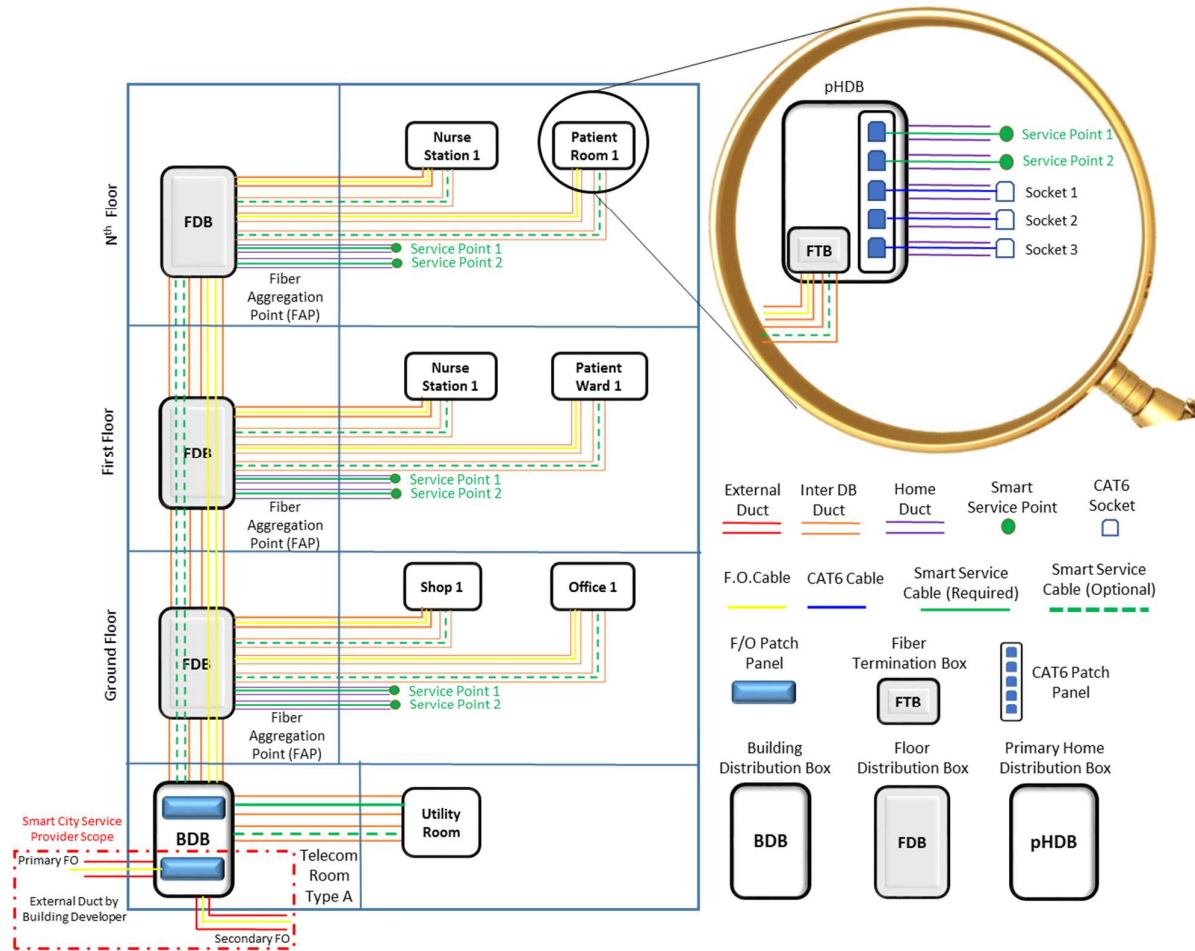 pHDB
Service Point 1
Service Point 2
Socket 1
Socket 2
Socket 3
FTB
Nth Floor
FDB
Nurse
Station 1
Patient
Room 1
Service Point 1
Service Point 2
Fiber
Aggregation
Point (FAP)
First Floor
FDB
Nurse
Station 1
Patient
Ward 1
Service Point 1
Service Point 2
Fiber
Aggregation
Point (FAP)
Ground Floor
FDB
Shop 1
Office 1
Service Point 1
Service Point 2
Fiber
Aggregation
Point (FAP)
BDB
Utility
Room
Telecom
Room
Type A
Smart City Service
Provider Scope
Primary FO
External Duct by
Building Developer
Secondary FO
External
Duct
Inter DB
Duct
Home
Duct
Smart
Service Point
CAT6
Socket
F.O.Cable
CAT6 Cable
Smart Service
Cable (Required)
Smart Service
Cable (Optional)
F/O Patch
Panel
Fiber
Termination Box
FTB
CAT6 Patch
Panel
Building
Distribution Box
BDB
Floor
Distribution Box
FDB
Primary Home
Distribution Box
pHDB